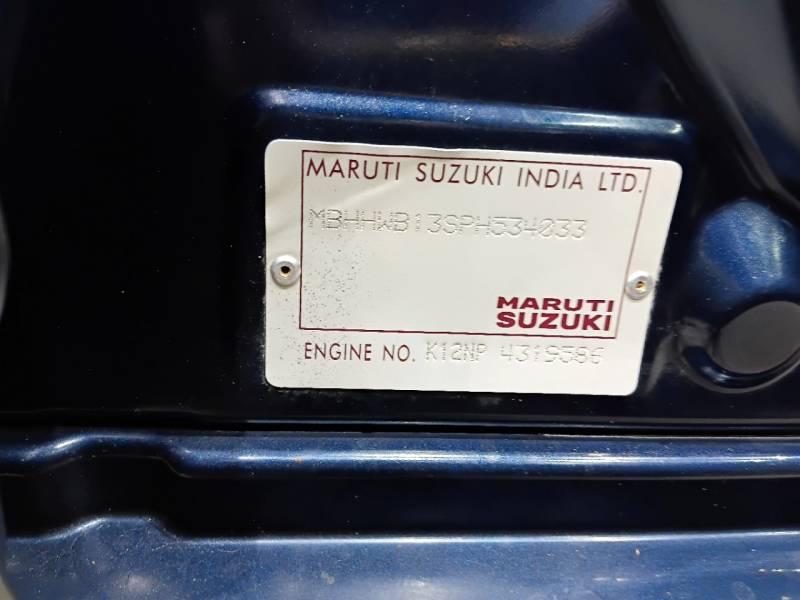 MARUTI SUZUKI INDIA LTD.
MBHHWB13SPH534033
MARUTI
SUZUKI
ENGINE NO. K12NP 4319586